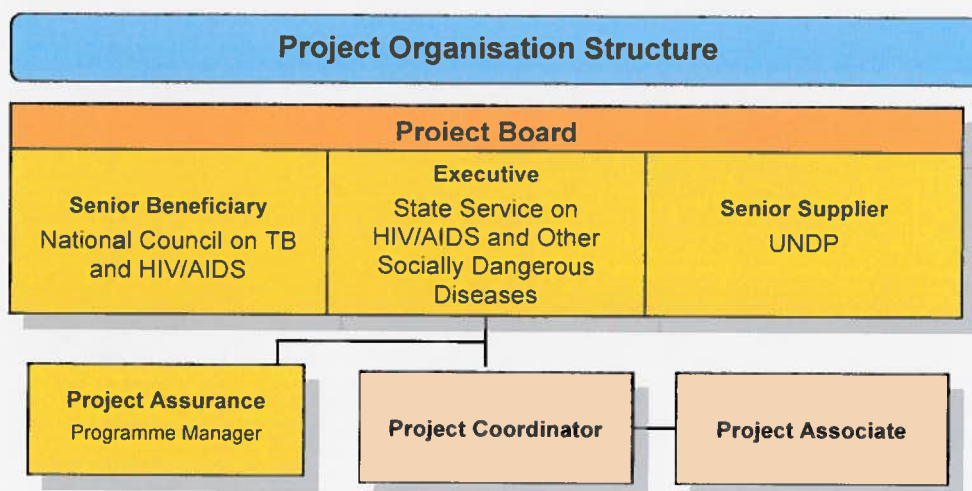 Project Organisation Structure
Project Board
Senior Beneficiary
National Council on TB
and HIV/AIDS
Executive
State Service on
HIV/AIDS and Other
Socially Dangerous
Diseases
Senior Supplier
UNDP
Project Assurance
Programme Manager
Project Coordinator
Project Associate